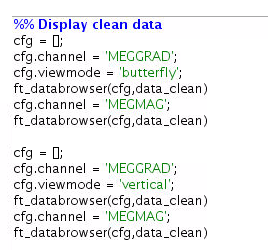 %% Display clean data
cfg = [];
cfg.channel = 'MEGGRAD';
cfg.viewmode = 'butterfly';
ft_databrowser(cfg,data_clean)
cfg.channel = 'MEGMAG';
ft_databrowser(cfg,data_clean)

cfg = [];
cfg.channel = 'MEGGRAD';
cfg.viewmode = 'vertical';
ft_databrowser(cfg,data_clean)
cfg.channel = 'MEGMAG';
ft_databrowser(cfg,data_clean)